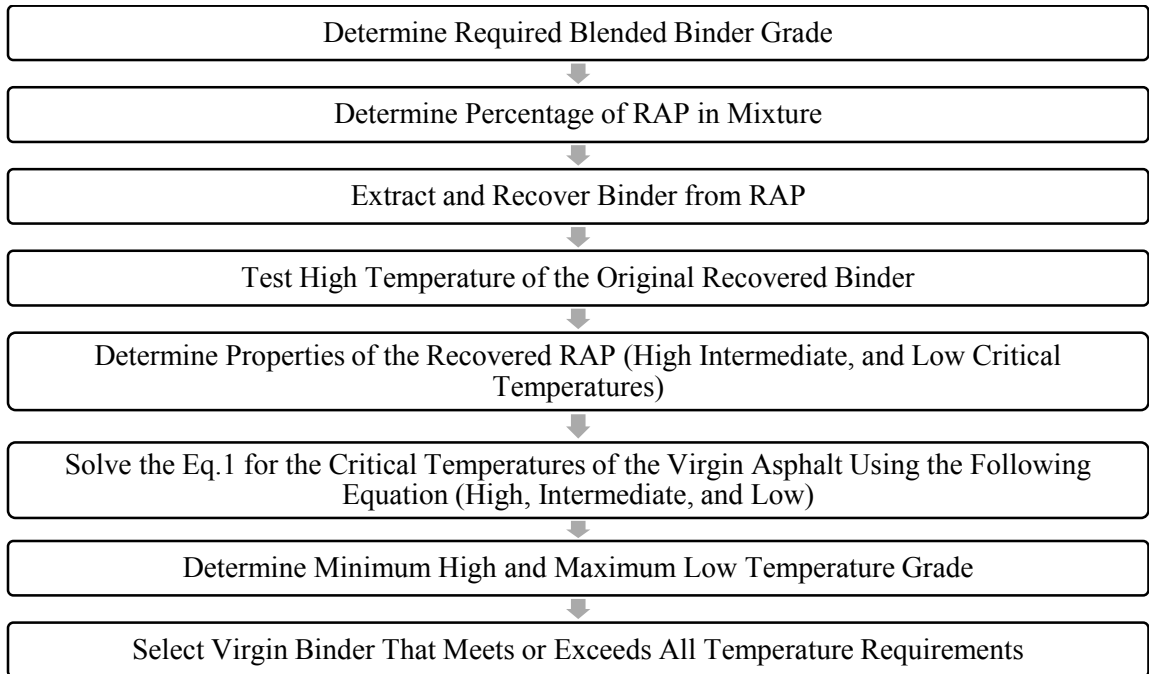 Determine Required Blended Binder Grade
Determine Percentage of RAP in Mixture
Extract and Recover Binder from RAP
Test High Temperature of the Original Recovered Binder
Determine Properties of the Recovered RAP (High Intermediate, and Low Critical
Temperatures)
Solve the Eq.1 for the Critical Temperatures of the Virgin Asphalt Using the Following
Equation (High, Intermediate, and Low)
Determine Minimum High and Maximum Low Temperature Grade
Select Virgin Binder That Meets or Exceeds All Temperature Requirements